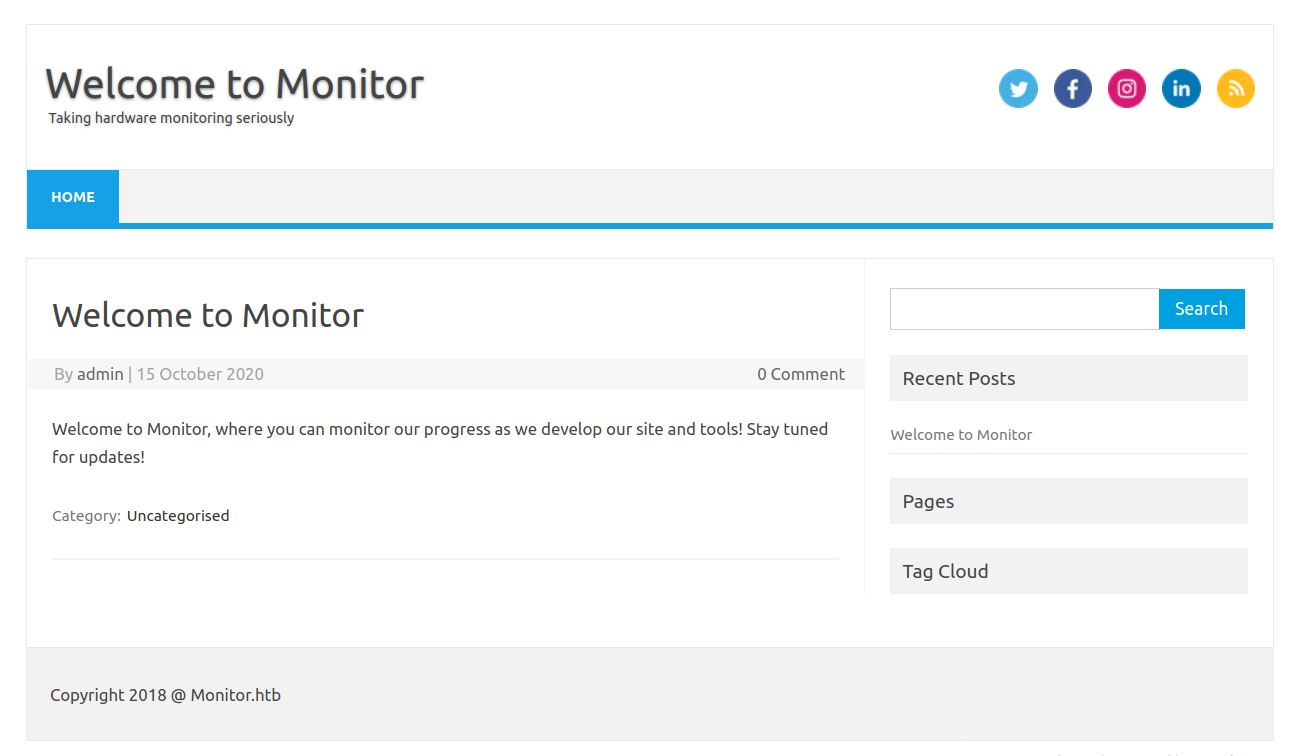 Welcome to Monitor
Taking hardware monitoring seriously
HOME
Welcome to Monitor
By admin | 15 October 2020
0 Comment
Welcome to Monitor, where you can monitor our progress as we develop our site and tools! Stay tuned
for updates!
Category: Uncategorised
Search
Recent Posts
Welcome to Monitor
Pages
Tag Cloud
Copyright 2018 @ Monitor.htb